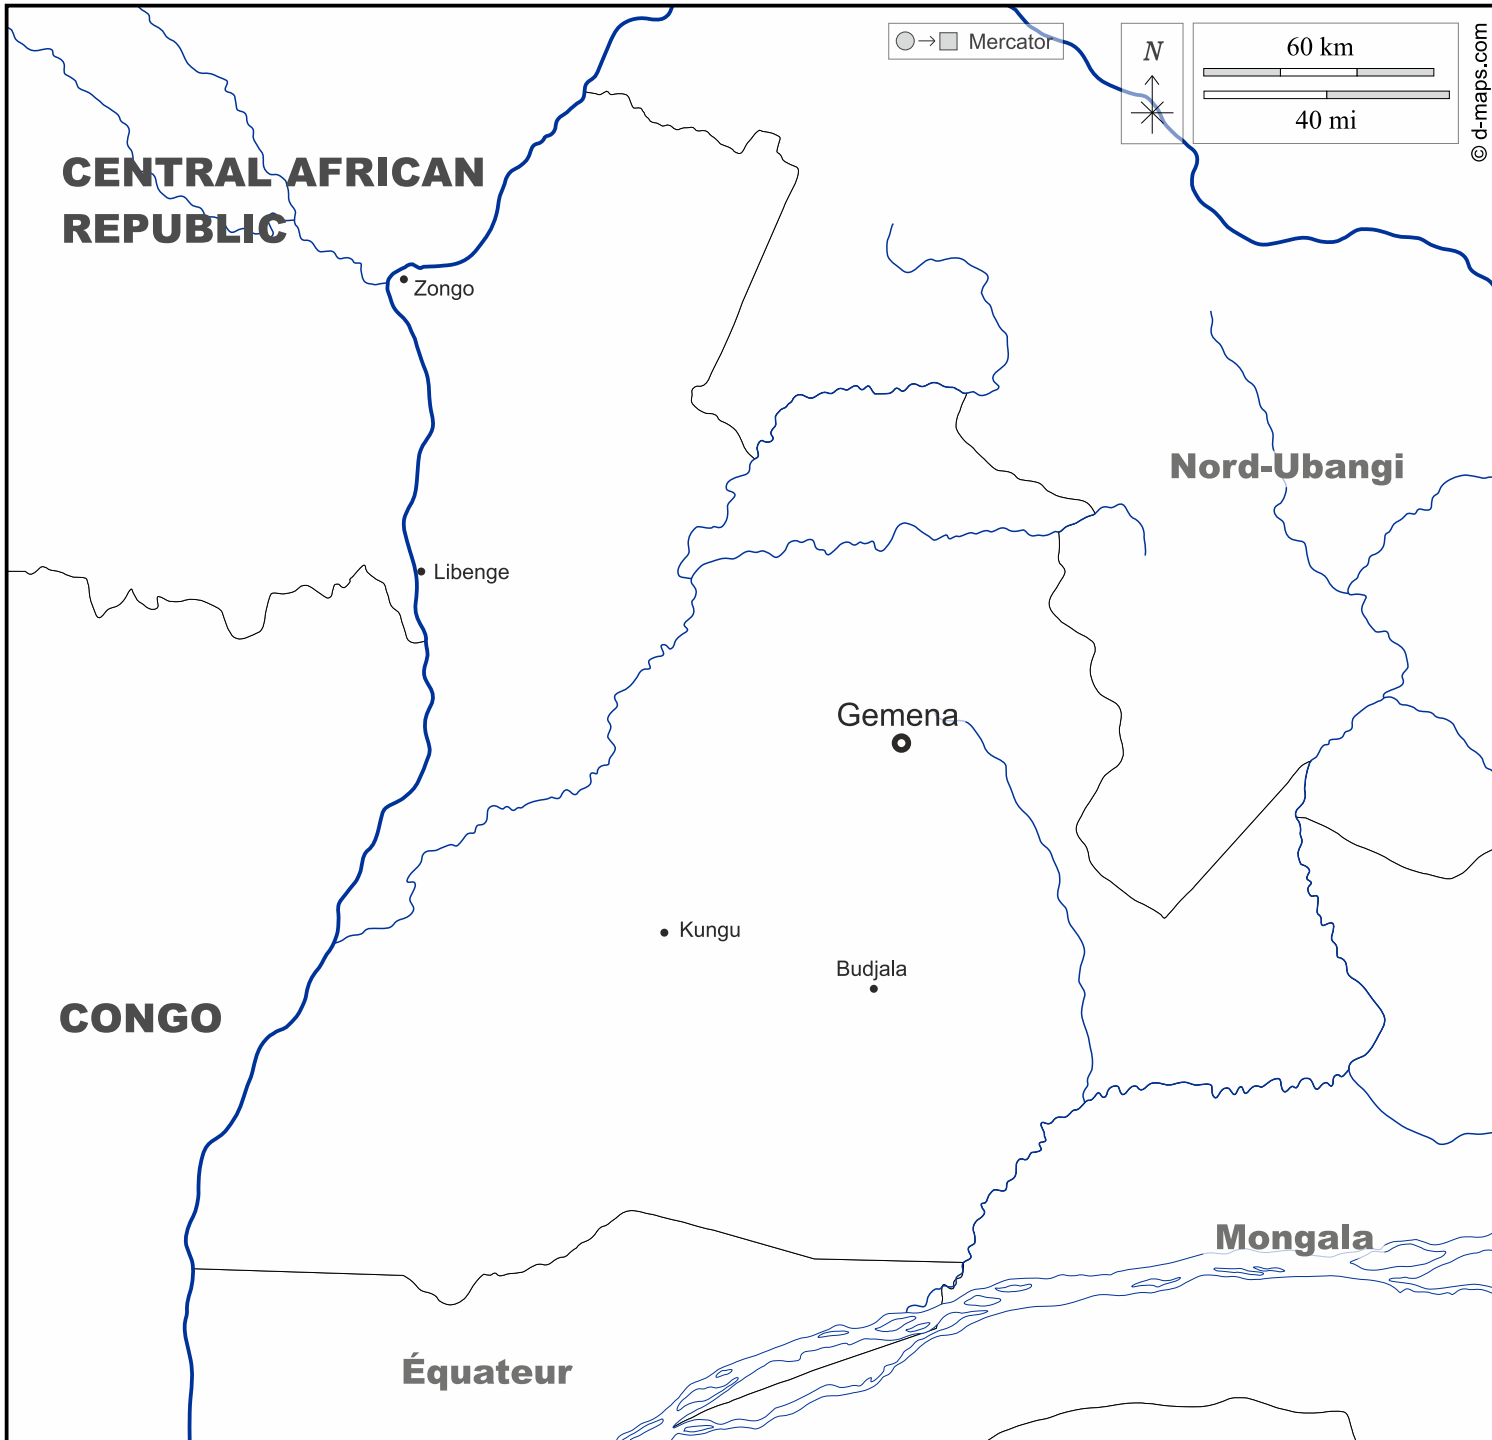 Mercator
N
60 km
40 mi
© d-maps.com
CENTRAL AFRICAN
REPUBLIC
Zongo
Nord-Ubangi
Libenge
Gemena
Kungu
Budjala
CONGO
Mongala
Équateur